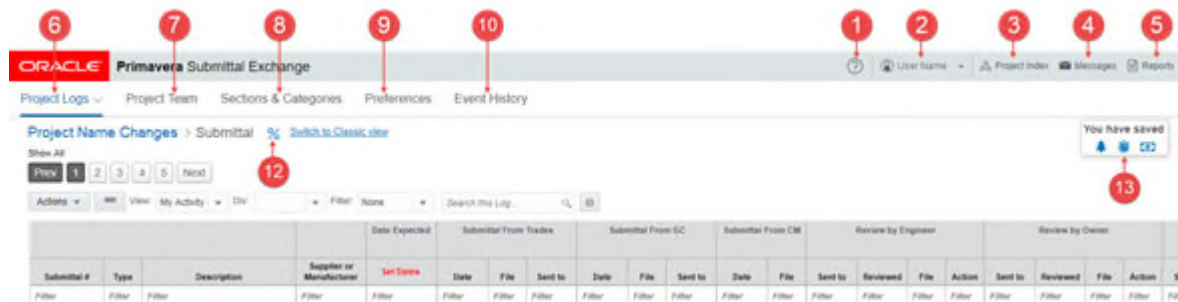 6 7 8 9 10 1 2 3 4 5
ORACLE Primavera Submittal Exchange ? User Name Project Index Messages Reports
Project Logs Project Team Sections & Categories Preferences Event History
Project Name Changes > Submittal % Switch to Classic view You have saved
Show All
Prev 1 2 3 4 5 Next 12 13
Actions View: My Activity Div: Filter: None Search this Log...
Date Expected Submittal From Trades Submittal From GC Submittal From CM Review by Engineer Review by Owner
Submittal # Type Description Supplier or Manufacturer Set Dates Date File Sent to Date File Sent to Date File Sent to Reviewed File Action Sent to Reviewed File Action S
Filter Filter Filter Filter Filter Filter Filter Filter Filter Filter Filter Filter Filter Filter Filter Filter Filter Filter Filter Filter Filter